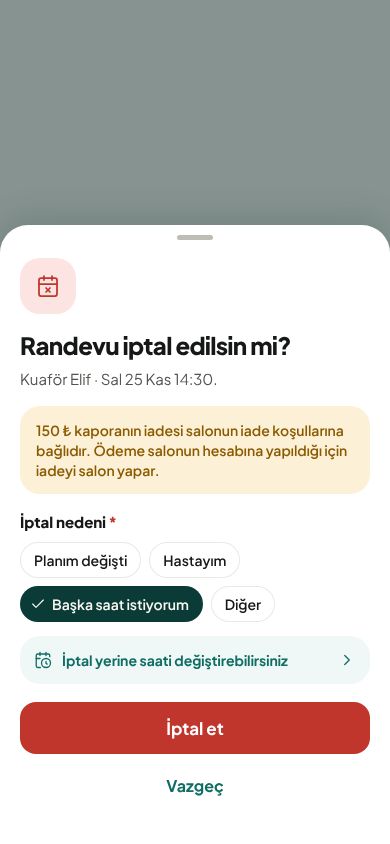 Randevu iptal edilsin mi?
Kuaför Elif · Sal 25 Kas 14:30.
150 ₺ kaporanın iadesi salonun iade koşullarına
bağlıdır. Ödeme salonun hesabına yapıldığı için
iadeyi salon yapar.
İptal nedeni *
Planım değişti
Hastayım
Başka saat istiyorum
Diğer
İptal yerine saati değiştirebilirsiniz
İptal et
Vazgeç